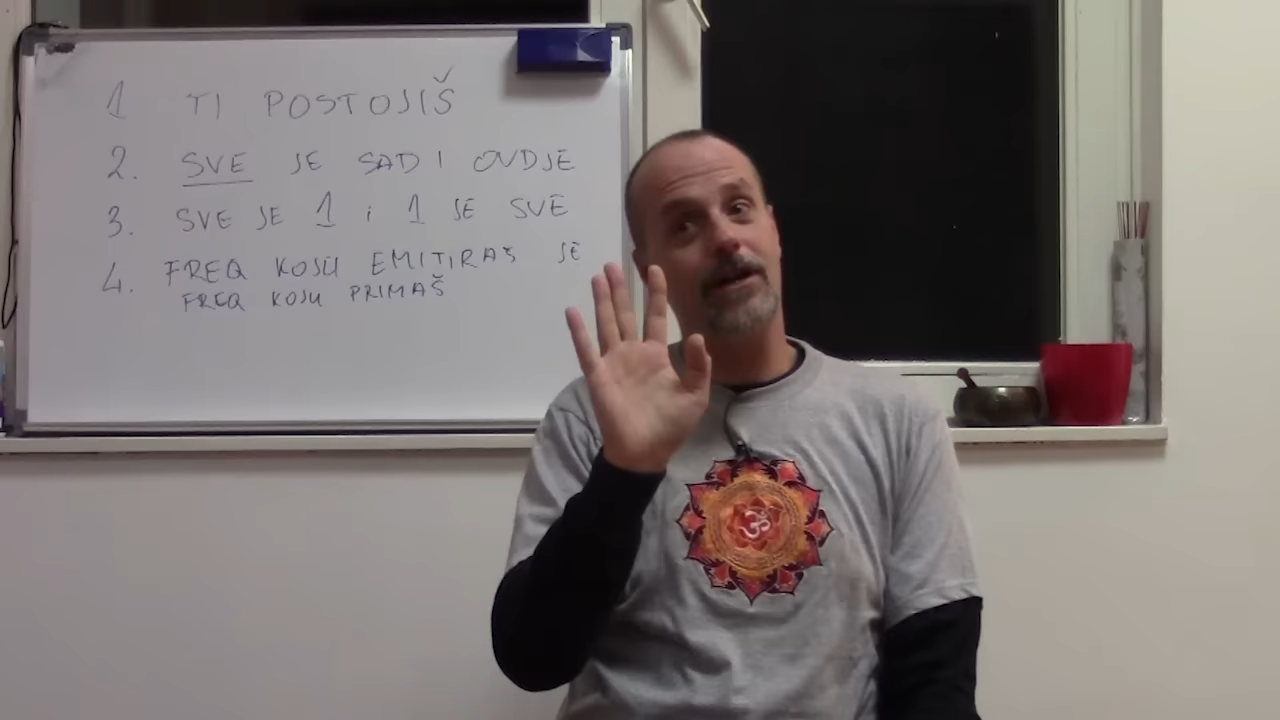 1 TI POSTOJIŠ
2. SVE JE SAD I OVDJE
3. SVE JE 1 i 1 JE SVE
4. FREQ KOJU EMITIRAŠ JE
FREQ KOJU PRIMAŠ
ॐ